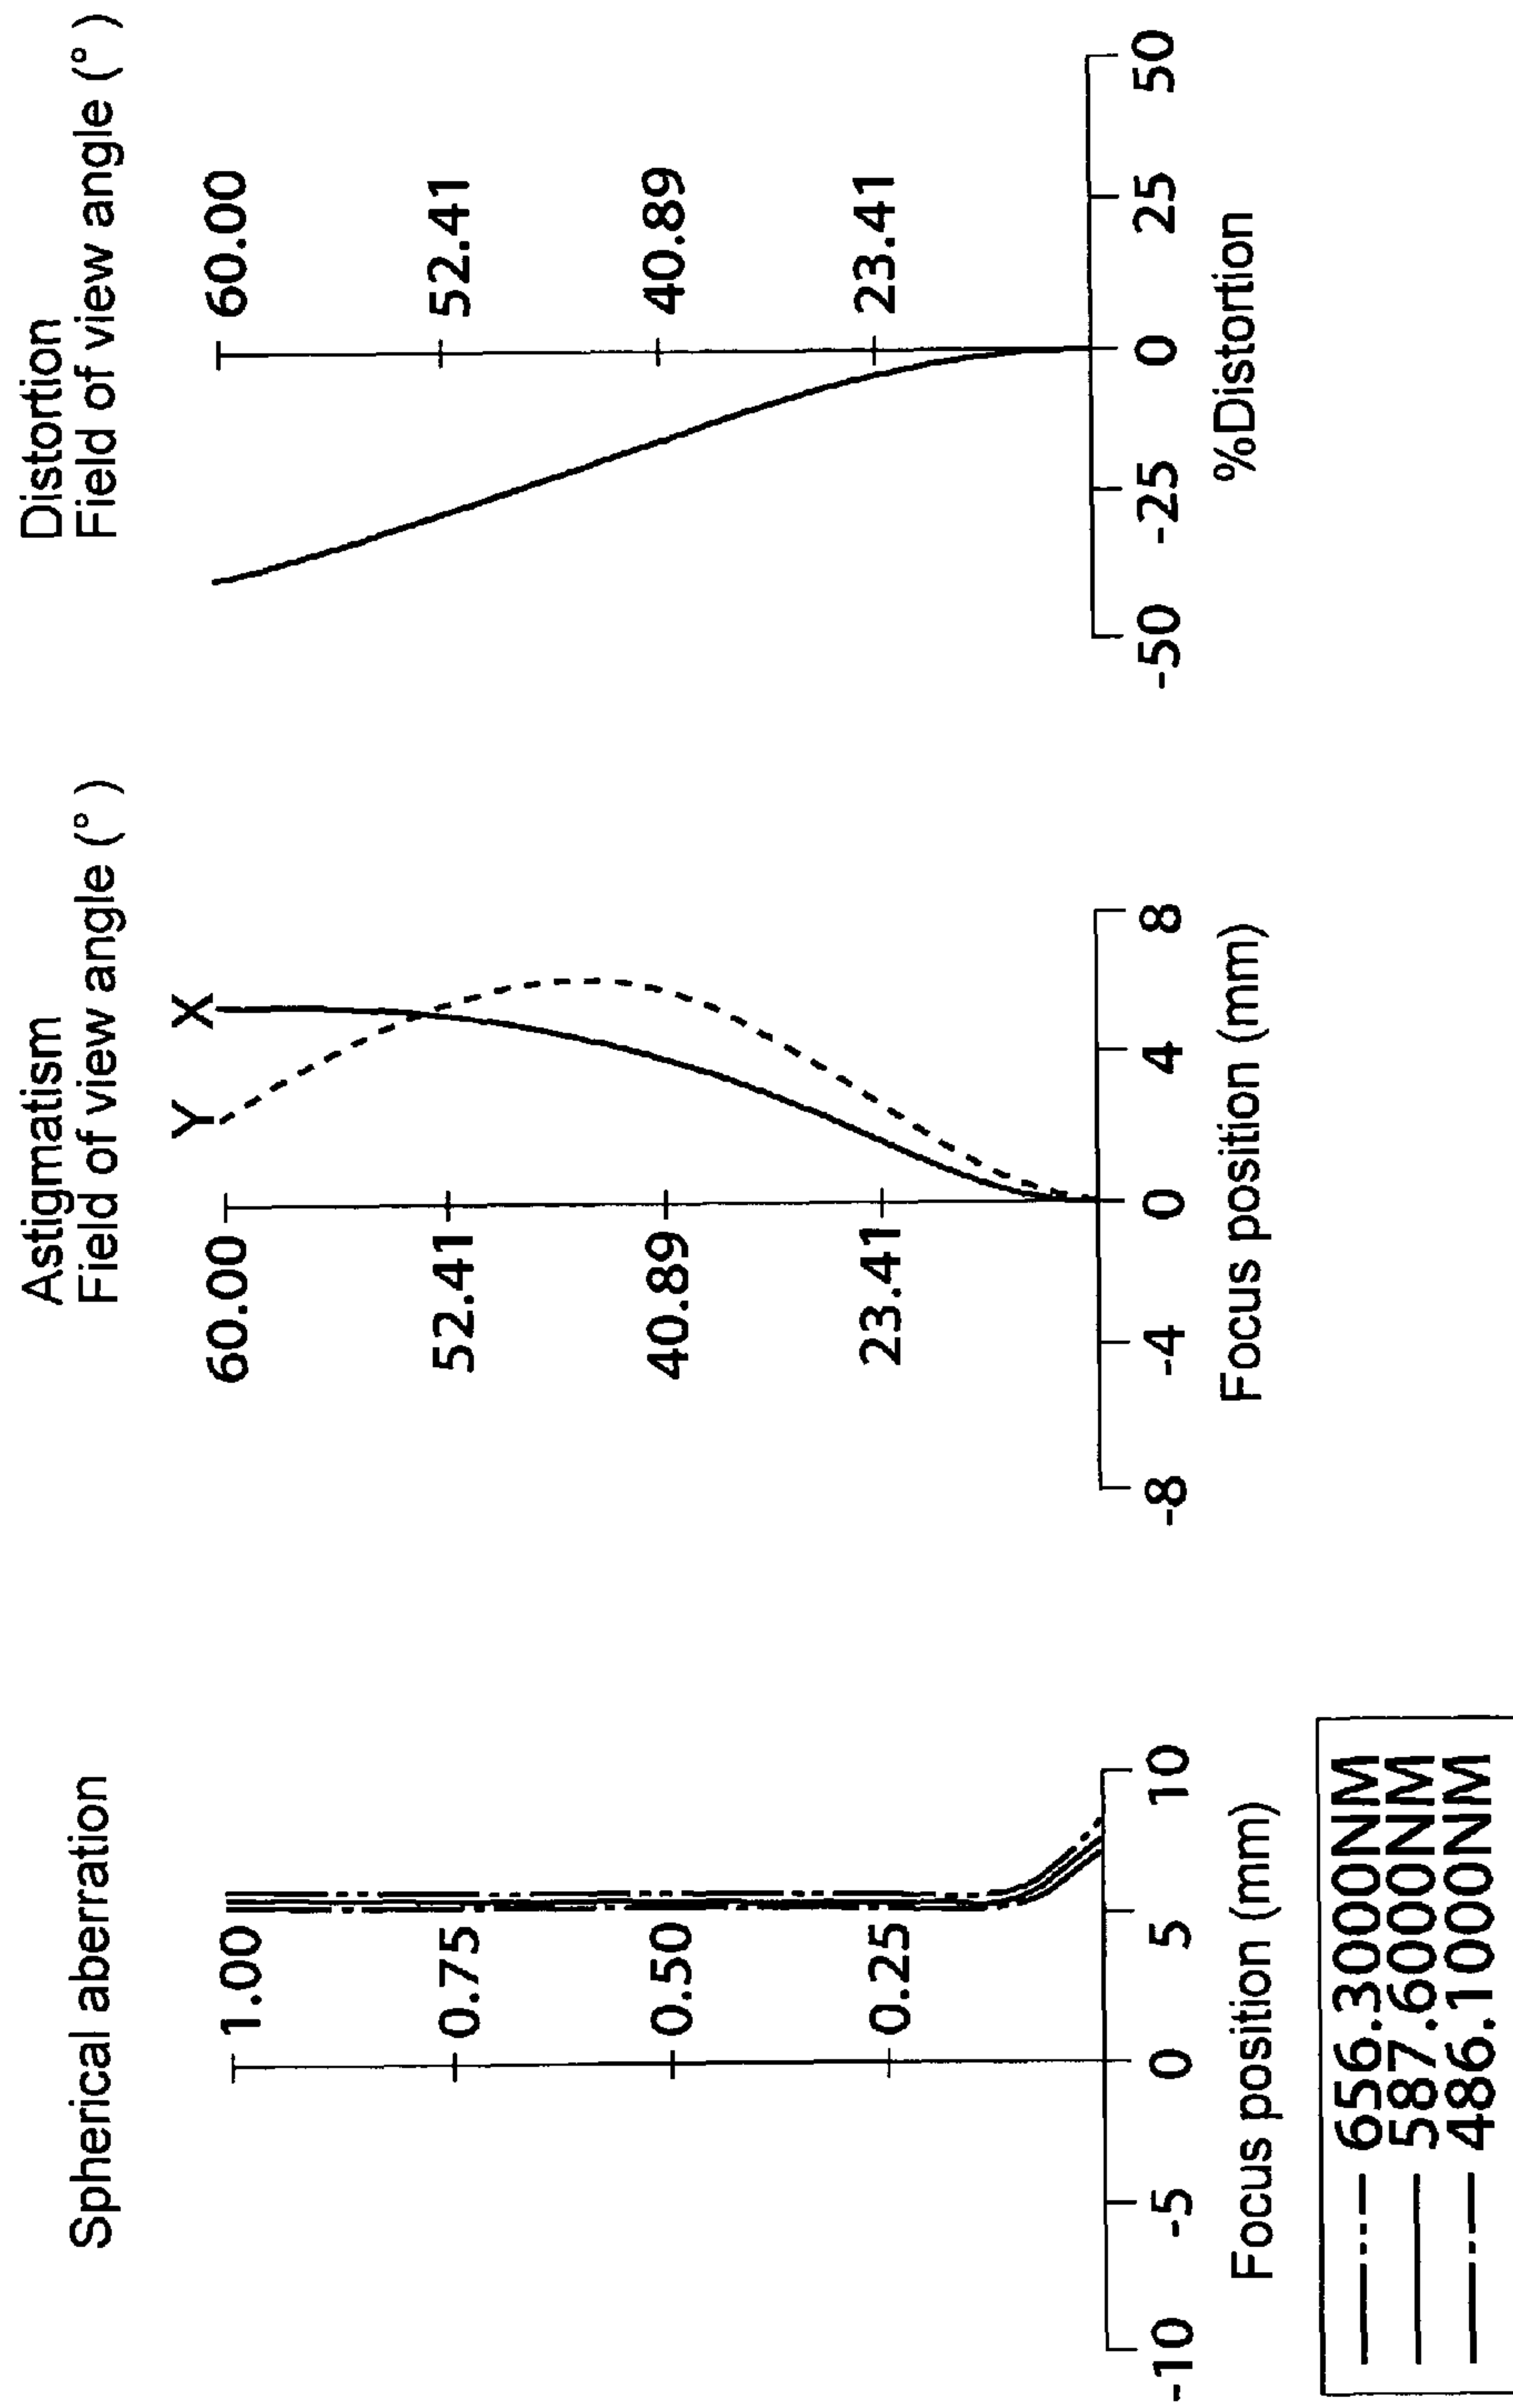 Spherical aberration
1.00
0.75
0.50
0.25
-10 -5 0 5 10
Focus position (mm)
656.3000NM
587.6000NM
486.1000NM
Astigmatism
Field of view angle (° )
Y X
60.00
52.41
40.89
23.41
-8 -4 0 4 8
Focus position (mm)
Distortion
Field of view angle (° )
60.00
52.41
40.89
23.41
-50 -25 0 25 50
%Distortion